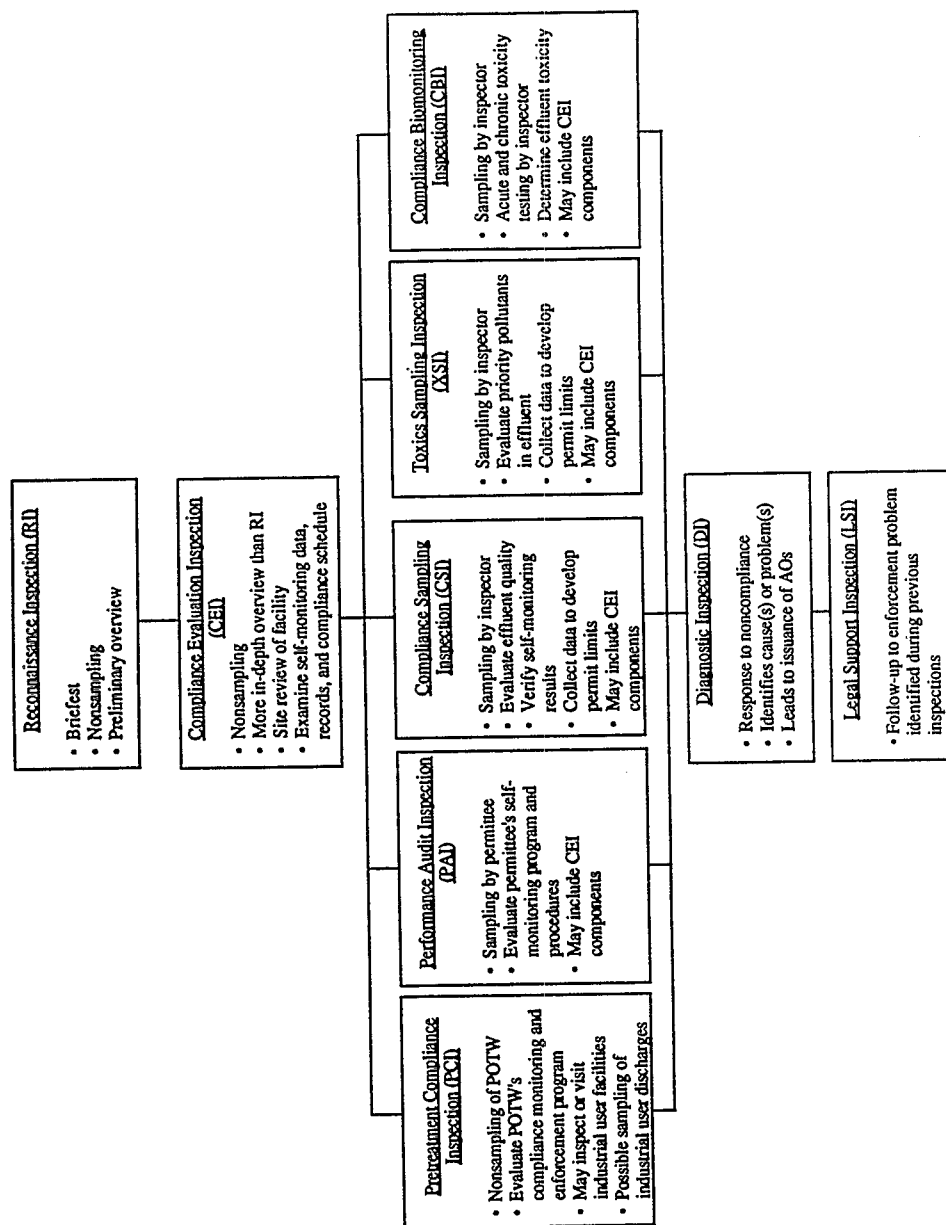 Reconnaissance Inspection (RI)
• Briefest
• Nonsampling
• Preliminary overview
Compliance Evaluation Inspection
(CEI)
• Nonsampling
• More in-depth overview than RI
• Site review of facility
• Examine self-monitoring data,
records, and compliance schedule
Pretreatment Compliance
Inspection (PCI)
• Nonsampling of POTW
• Evaluate POTW's
compliance monitoring and
enforcement program
• May inspect or visit
industrial user facilities
• Possible sampling of
industrial user discharges
Performance Audit Inspection
(PAI)
• Sampling by permittee
• Evaluate permittee's self-
monitoring program and
procedures
• May include CEI
components
Compliance Sampling
Inspection (CSI)
• Sampling by inspector
• Evaluate effluent quality
• Verify self-monitoring
results
• Collect data to develop
permit limits
• May include CEI
components
Toxics Sampling Inspection
(XSI)
• Sampling by inspector
• Evaluate priority pollutants
in effluent
• Collect data to develop
permit limits
• May include CEI
components
Compliance Biomonitoring
Inspection (CBI)
• Sampling by inspector
• Acute and chronic toxicity
testing by inspector
• Determine effluent toxicity
• May include CEI
components
Diagnostic Inspection (DI)
• Response to noncompliance
• Identifies cause(s) or problem(s)
• Leads to issuance of AOs
Legal Support Inspection (LSI)
• Follow-up to enforcement problem
identified during previous
inspections